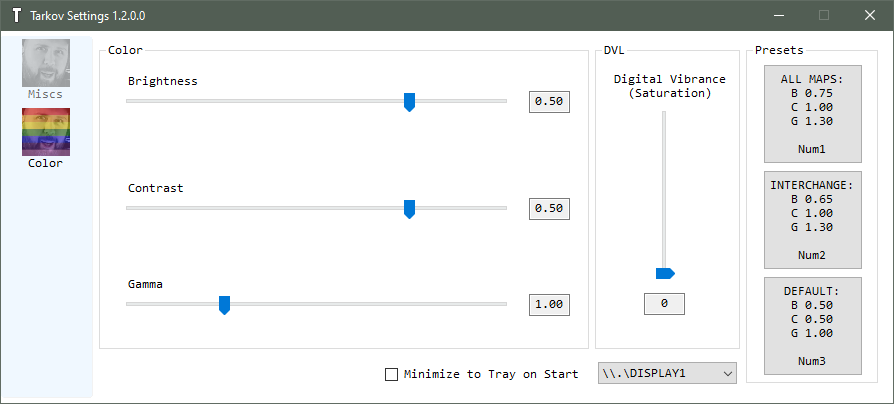 Tarkov Settings 1.2.0.0
Miscs
Color
Color
Brightness
0.50
Contrast
0.50
Gamma
1.00
DVL
Digital Vibrance
(Saturation)
0
Presets
ALL MAPS:
B 0.75
C 1.00
G 1.30
Num1
INTERCHANGE:
B 0.65
C 1.00
G 1.30
Num2
DEFAULT:
B 0.50
C 0.50
G 1.00
Num3
Minimize to Tray on Start
\\.\DISPLAY1